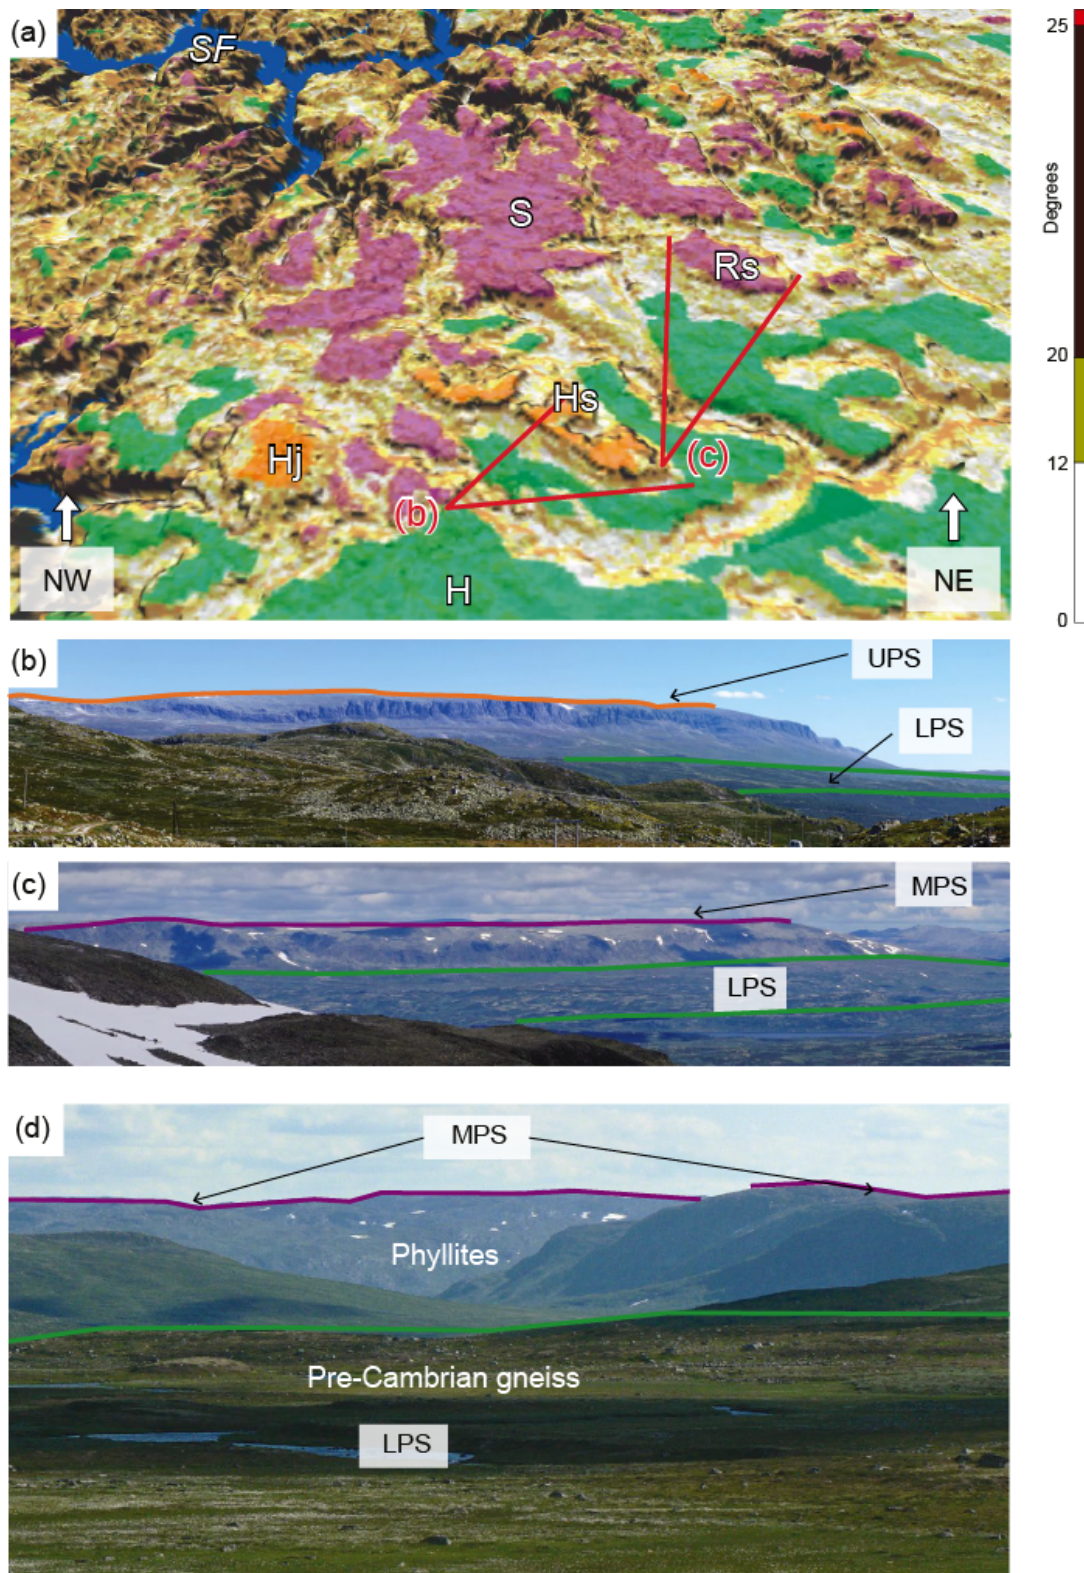 (a)
SF
S
Rs
Hs
Hj
(c)
(b)
H
NW
NE
25
20
12
0
Degrees
(b)
UPS
LPS
(c)
MPS
LPS
(d)
MPS
Phyllites
Pre-Cambrian gneiss
LPS